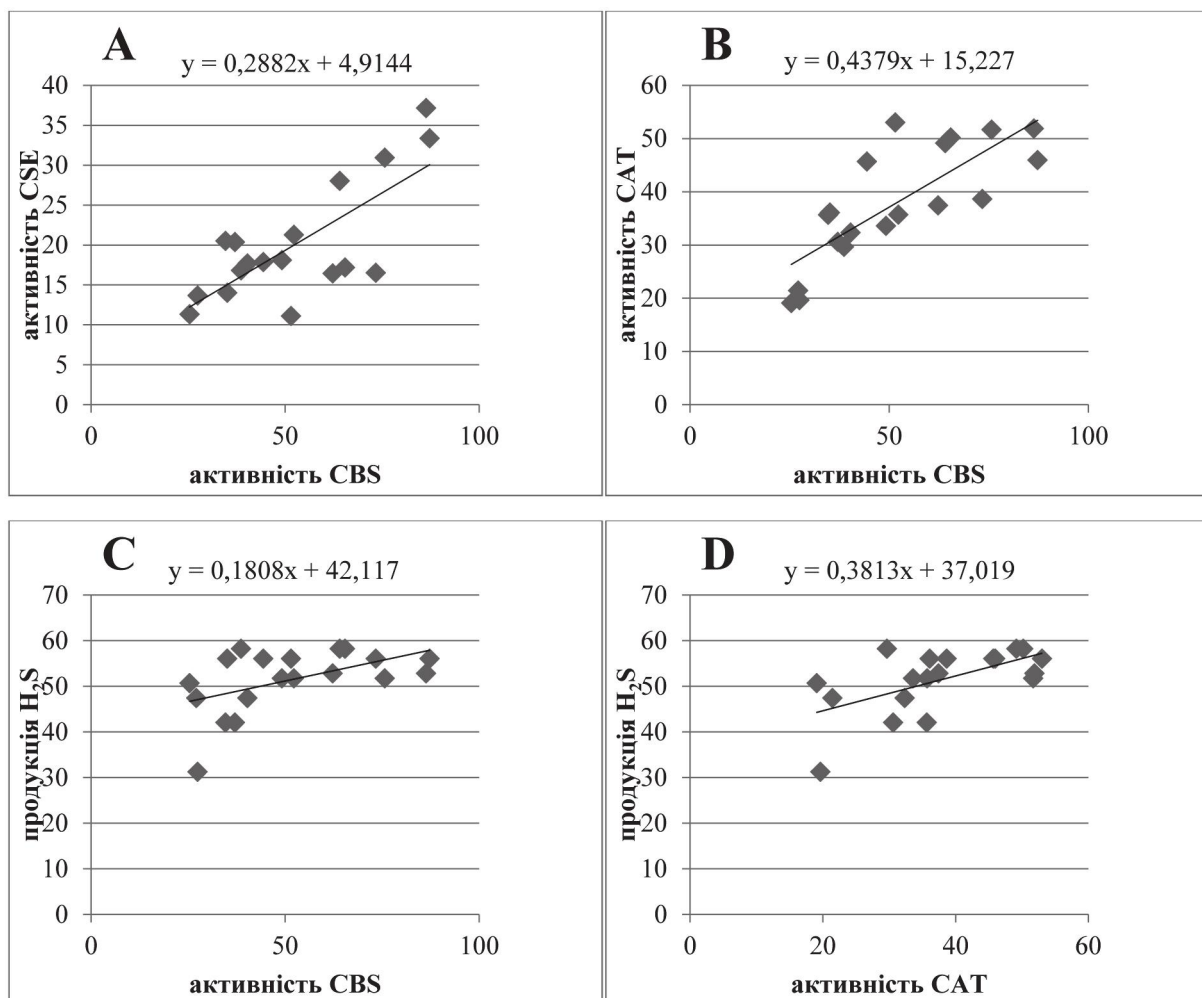 A
y = 0,2882x + 4,9144
40
35
30
25
20
15
10
5
0
0 50 100
активність CSE
активність CBS
B
y = 0,4379x + 15,227
60
50
40
30
20
10
0
0 50 100
активність CAT
активність CBS
C
y = 0,1808x + 42,117
70
60
50
40
30
20
10
0
0 50 100
продукція H₂S
активність CBS
D
y = 0,3813x + 37,019
70
60
50
40
30
20
10
0
0 20 40 60
продукція H₂S
активність CAT